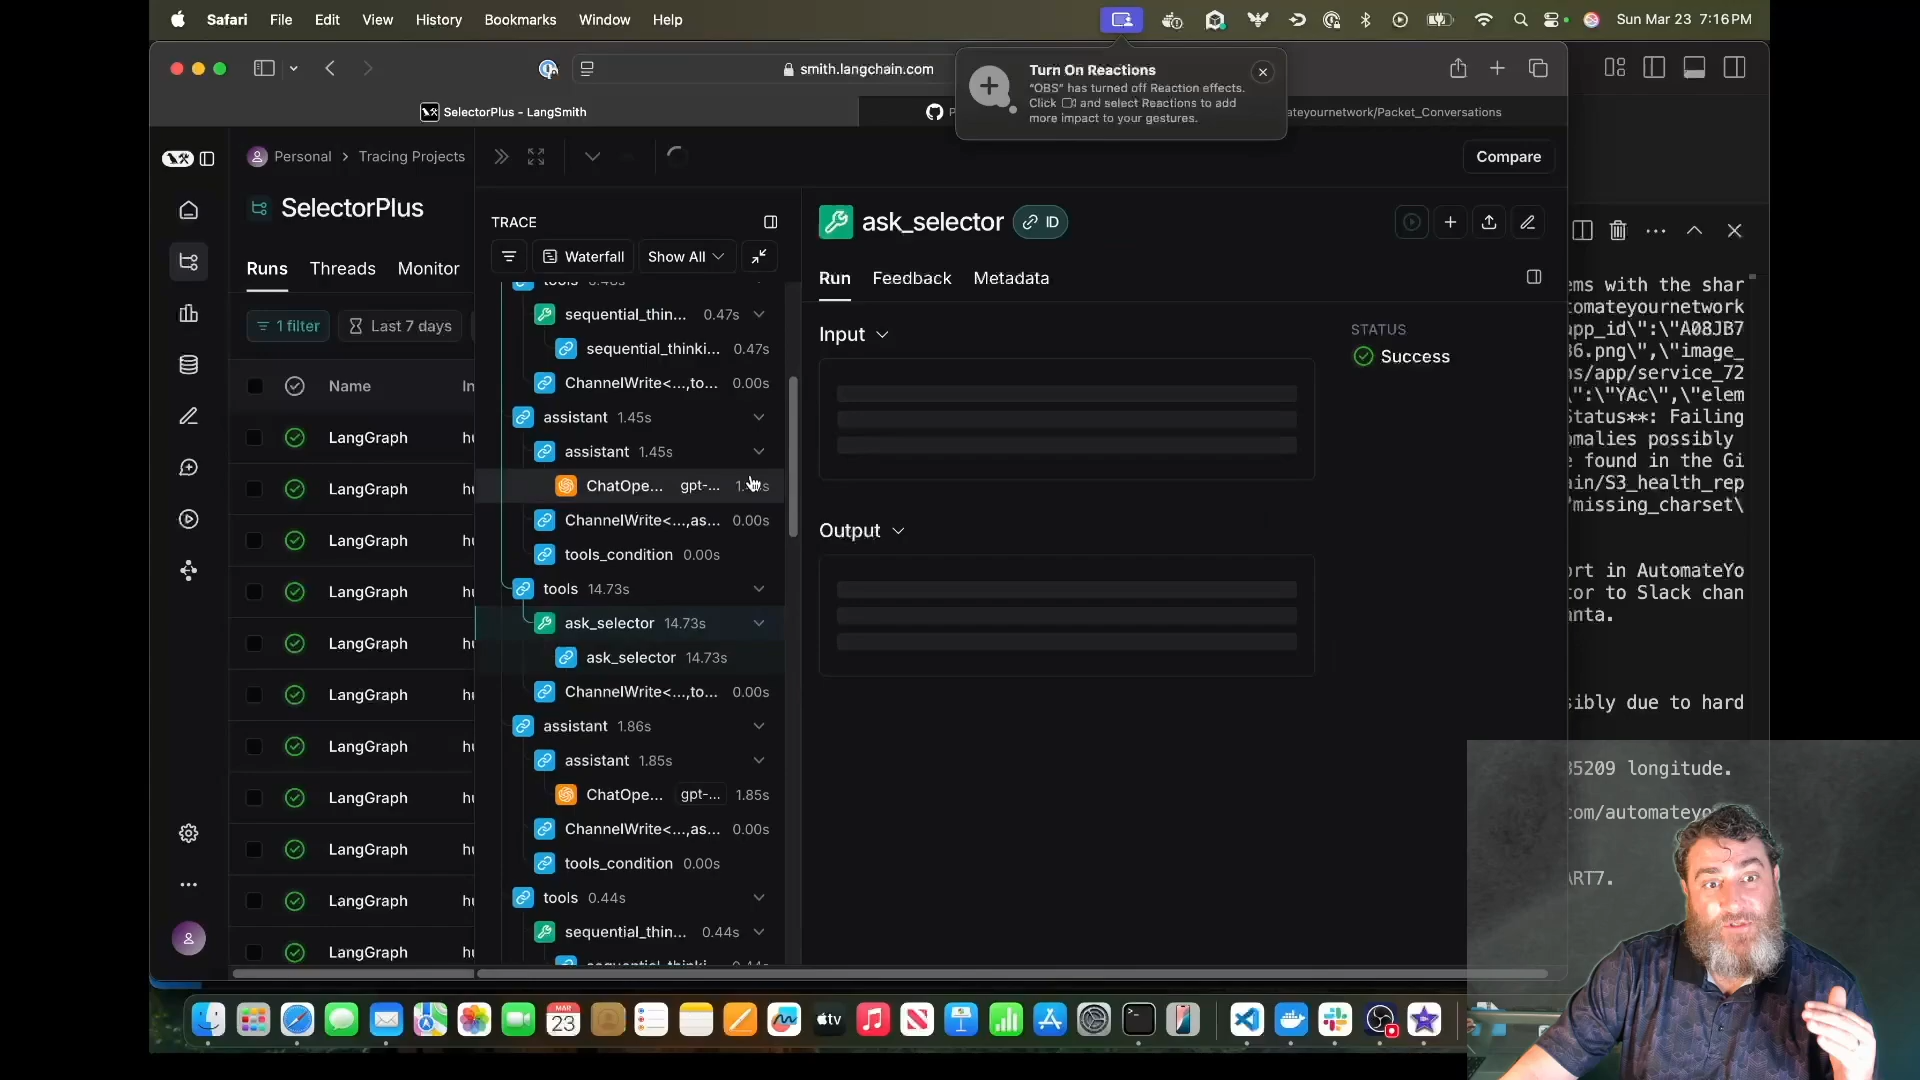 Safari File Edit View History Bookmarks Window Help
Sun Mar 23 7:16 PM
smith.langchain.com
Turn On Reactions
“OBS” has turned off Reaction effects.
Click and select Reactions to add
more impact to your gestures.
SelectorPlus - LangSmith
ateyournetwork/Packet_Conversations
Personal > Tracing Projects
Compare
SelectorPlus
Runs Threads Monitor
1 filter
Last 7 days
Name
LangGraph
LangGraph
LangGraph
LangGraph
LangGraph
LangGraph
LangGraph
LangGraph
LangGraph
LangGraph
LangGraph
TRACE
Waterfall
Show All
sequential_thin... 0.47s
sequential_thinki... 0.47s
ChannelWrite<...,to... 0.00s
assistant 1.45s
assistant 1.45s
ChatOpe... gpt-...
ChannelWrite<...,as... 0.00s
tools_condition 0.00s
tools 14.73s
ask_selector 14.73s
ask_selector 14.73s
ChannelWrite<...,to... 0.00s
assistant 1.86s
assistant 1.85s
ChatOpe... gpt-... 1.85s
ChannelWrite<...,as... 0.00s
tools_condition 0.00s
tools 0.44s
sequential_thin... 0.44s
ask_selector
ID
Run Feedback Metadata
Input
STATUS
Success
Output
ems with the shar
tomateyournetwork
app_id\":\"A08JB7
36.png\",\"image_
ns/app/service_72
\":\"YAc\",\"elem
Status**: Failing
omalies possibly
e found in the Gi
ain/S3_health_rep
"missing_charset\
ort in AutomateYo
tor to Slack chan
anta.
sibly due to hard
35209 longitude.
com/automateyo
ART7.
tv
MAR
23